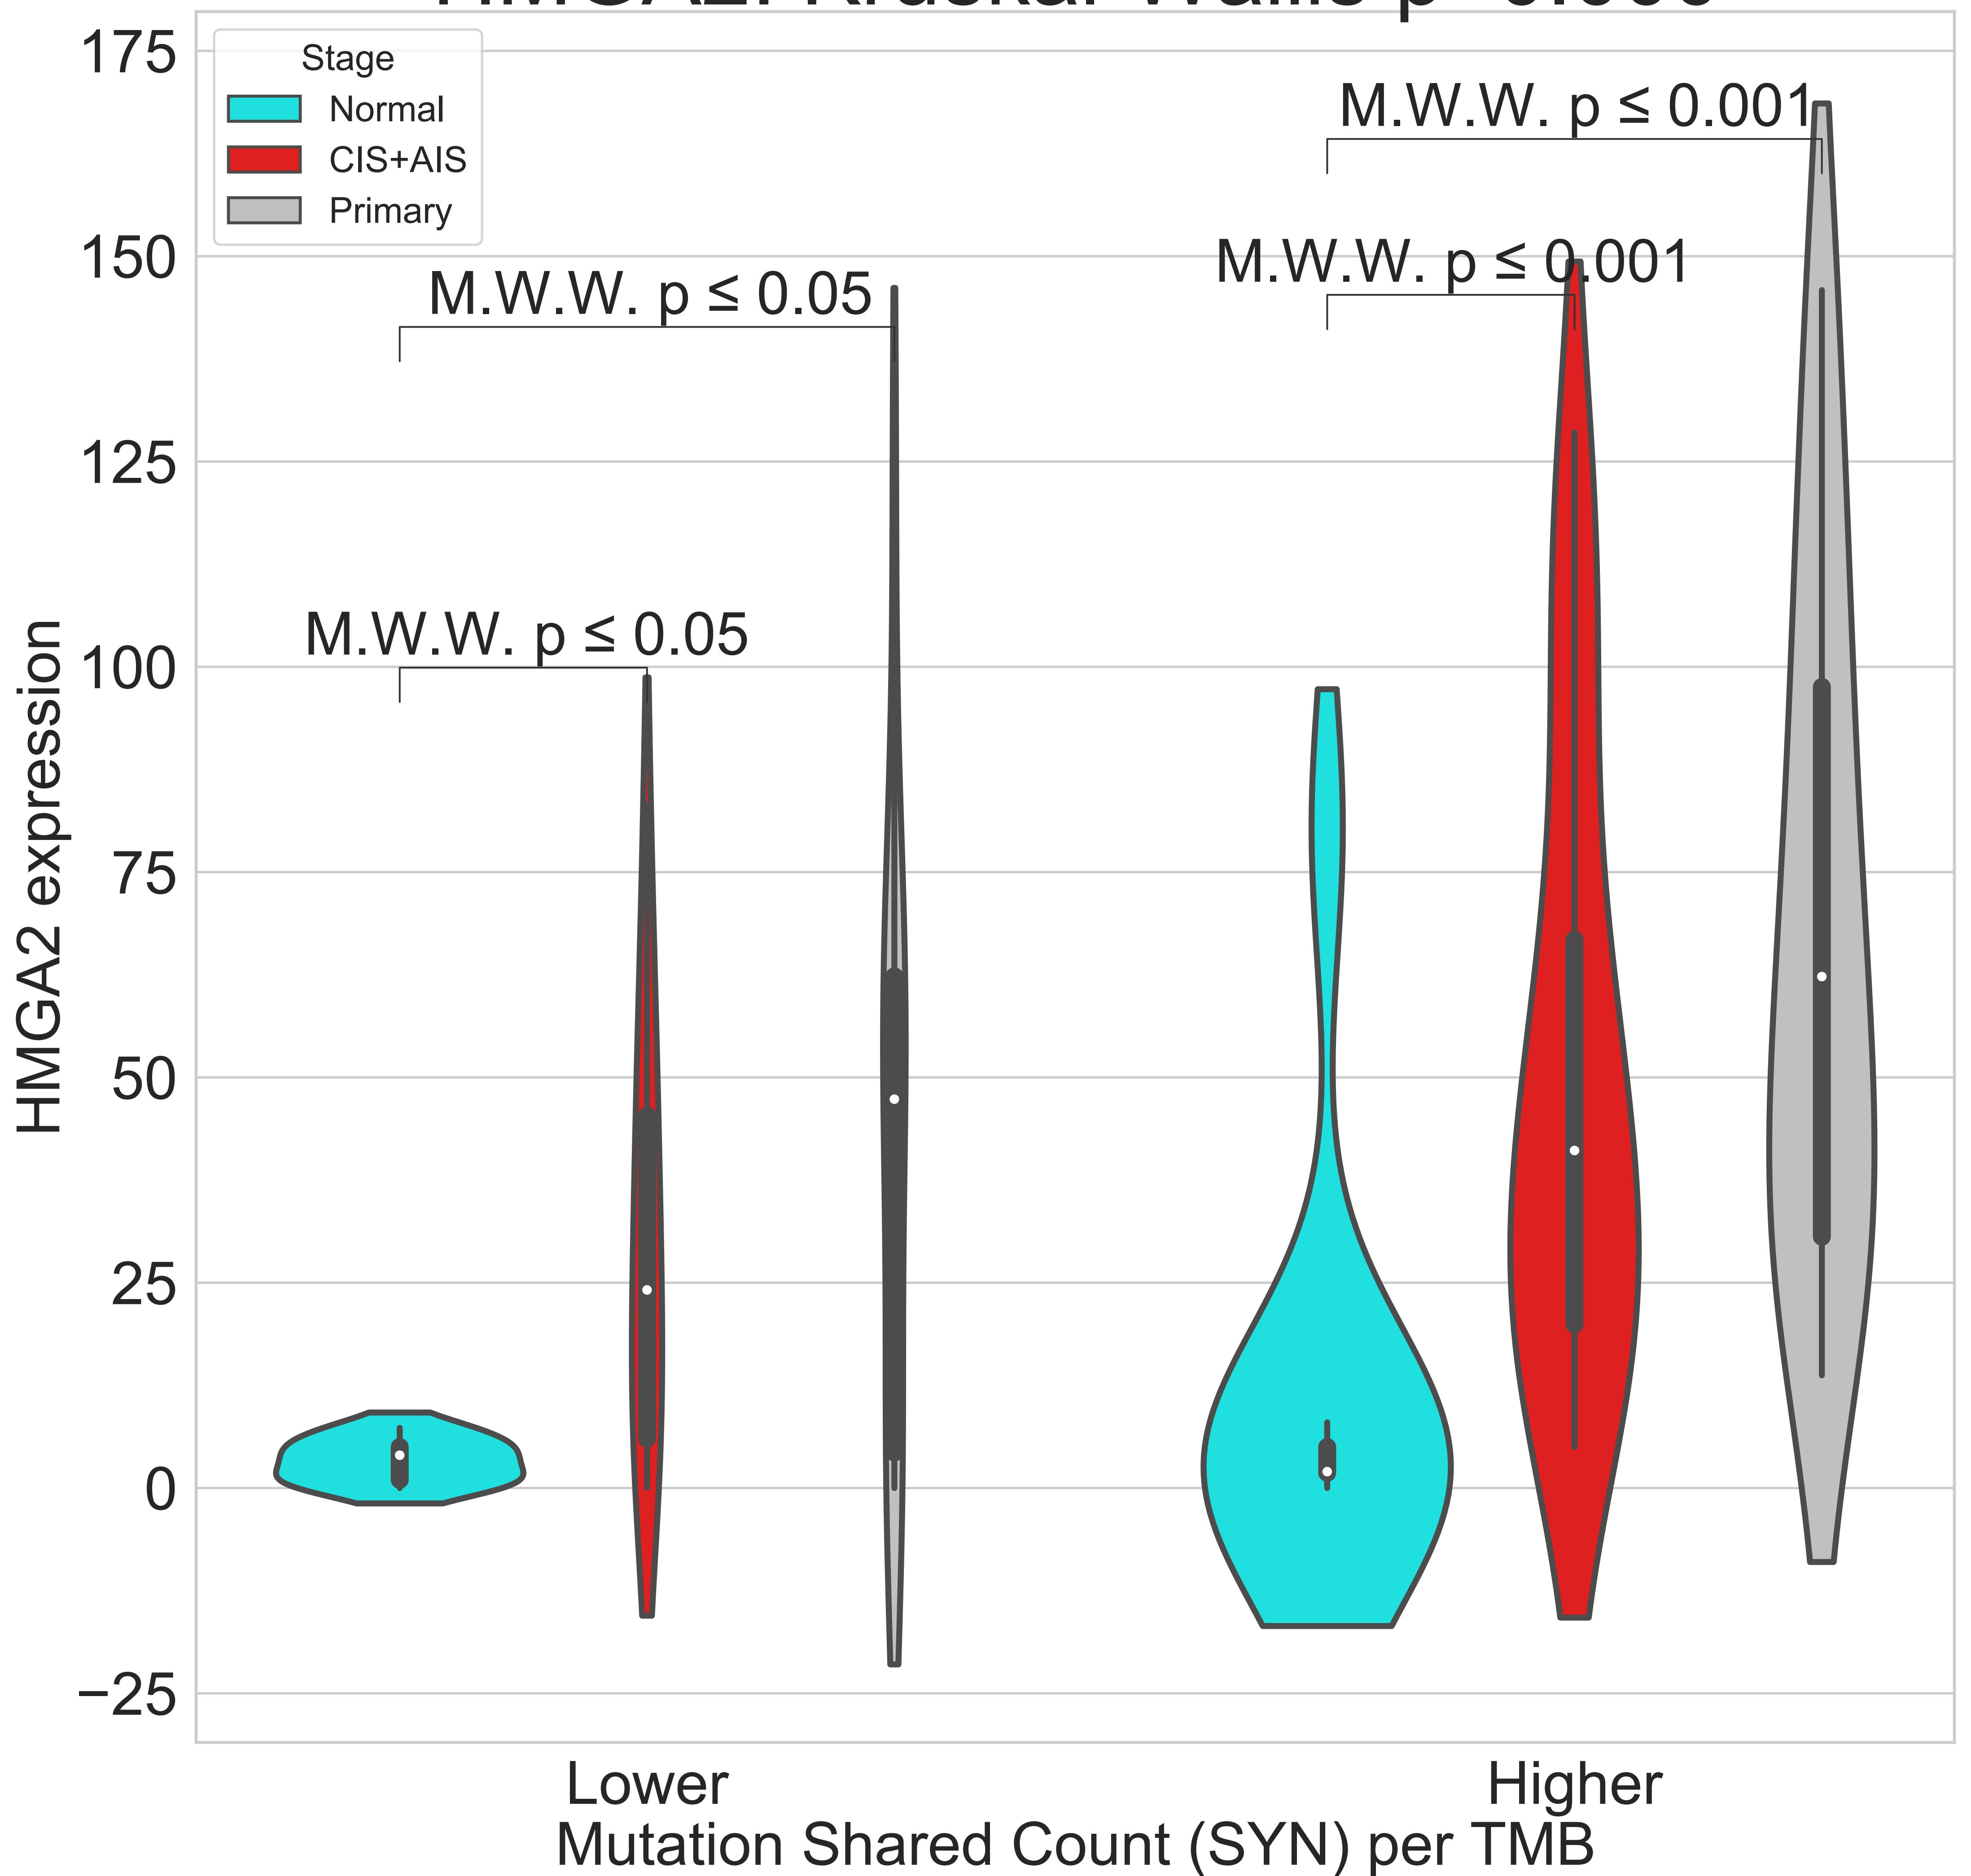 175
150
125
100
75
50
25
0
−25
HMGA2 expression
Stage
Normal
CIS+AIS
Primary
M.W.W. p ≤ 0.001
M.W.W. p ≤ 0.001
M.W.W. p ≤ 0.05
M.W.W. p ≤ 0.05
Lower
Higher
Mutation Shared Count (SYN) per TMB